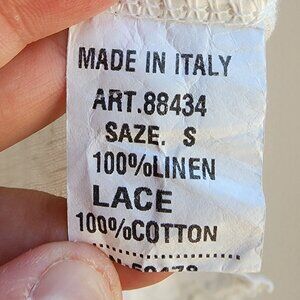 MADE IN ITALY
ART.88434
SAZE. S
100%LINEN
LACE
100%COTTON